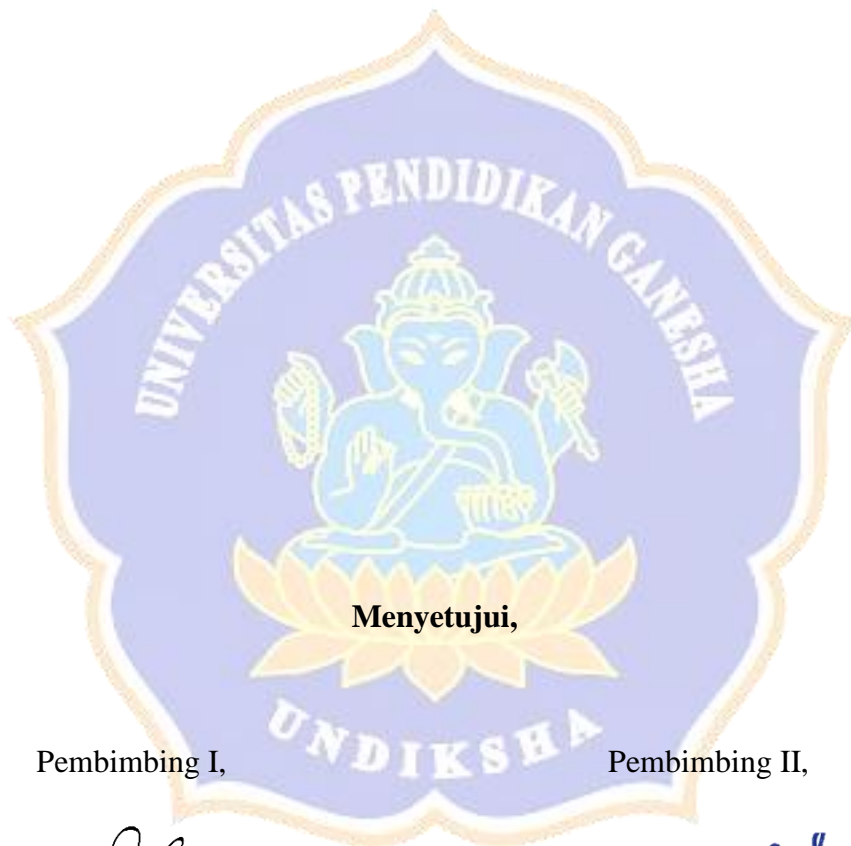 UNIVERSITAS PENDIDIKAN GANESHA
Menyetujui,
UNDIKSHA
Pembimbing I,
Pembimbing II,